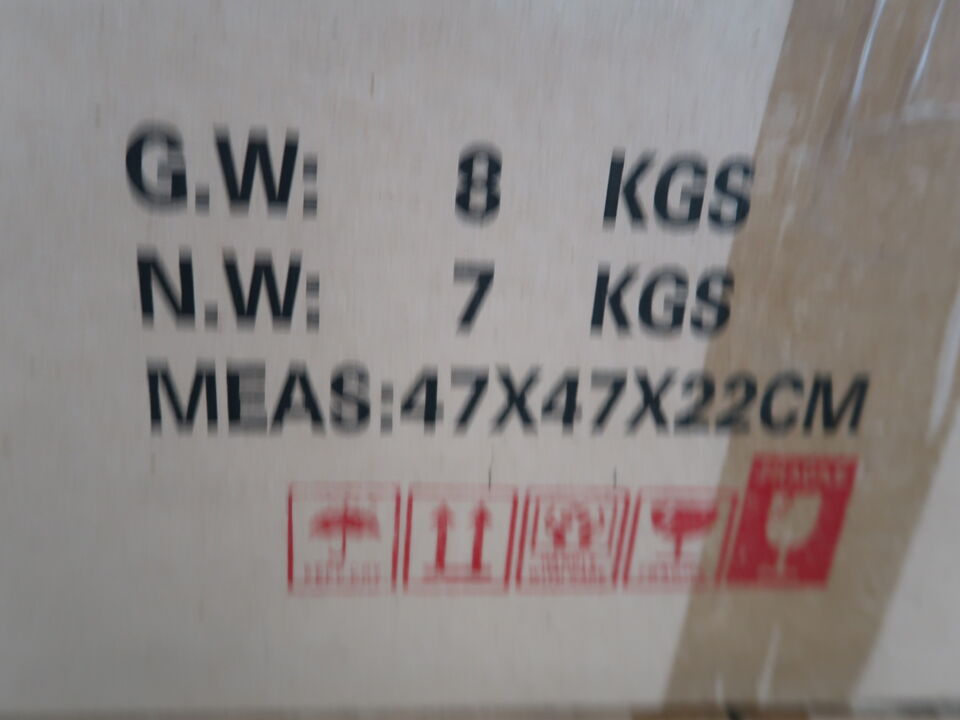 G.W: 8 KGS
N.W: 7 KGS
MEAS:47X47X22CM